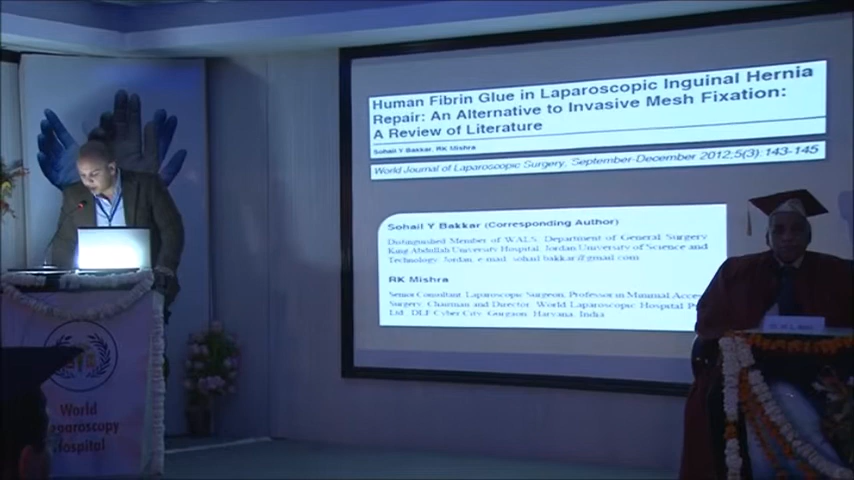 Human Fibrin Glue in Laparoscopic Inguinal Hernia
Repair: An Alternative to Invasive Mesh Fixation:
A Review of Literature
Sohail Y Bakkar, RK Mishra
World Journal of Laparoscopic Surgery, September-December 2012;5(3):143-145
Sohail Y Bakkar (Corresponding Author)
Distinguished Member of WALS, Department of General Surgery
King Abdullah University Hospital, Jordan University of Science and
Technology, Jordan, e-mail: sohail.bakkar@gmail.com
RK Mishra
Senior Consultant, Laparoscopic Surgeon, Professor in Minimal Acce
Surgery, Chairman and Director, World Laparoscopic Hospital P
Ltd., DLF Cyber City, Gurgaon, Haryana, India
World
aparoscopy
Hospital